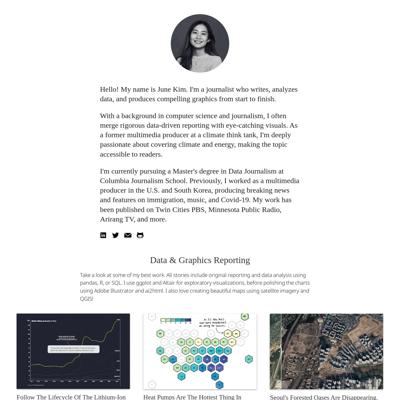 Hello! My name is June Kim. I'm a journalist who writes, analyzes
data, and produces compelling graphics from start to finish.
With a background in computer science and journalism, I often
merge rigorous data-driven reporting with eye-catching visuals. As
a former multimedia producer at a climate think tank, I'm deeply
passionate about covering climate and energy, making the topic
accessible to readers.
I'm currently pursuing a Master's degree in Data Journalism at
Columbia Journalism School. Previously, I worked as a multimedia
producer in the U.S. and South Korea, producing breaking news
and features on immigration, music, and Covid-19. My work has
been published on Twin Cities PBS, Minnesota Public Radio,
Arirang TV, and more.
Data & Graphics Reporting
Take a look at some of my best work. All stories include original reporting and data analysis using
pandas, R, or SQL. I use ggplot and Altair for exploratory visualizations, before polishing the charts
using Adobe Illustrator and ai2html. I also love creating beautiful maps using satellite imagery and
QGIS!
Follow The Lifecycle Of The Lithium-Ion
Heat Pumps Are The Hottest Thing In
Seoul's Forested Oases Are Disappearing.